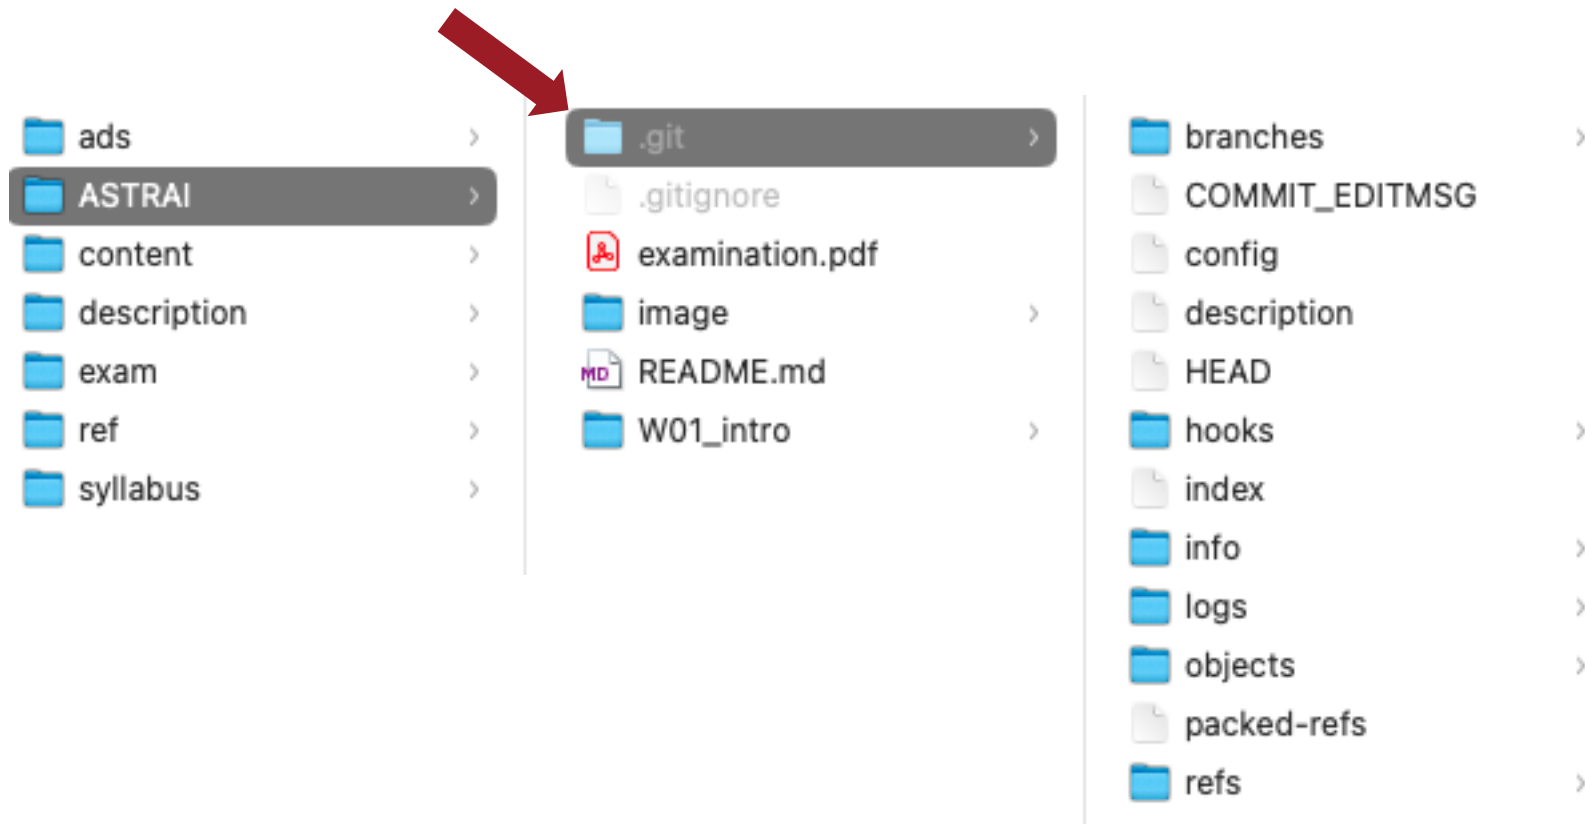 ads
ASTRAI
content
description
exam
ref
syllabus
.git
.gitignore
examination.pdf
image
MD README.md
W01_intro
branches
COMMIT_EDITMSG
config
description
HEAD
hooks
index
info
logs
objects
packed-refs
refs